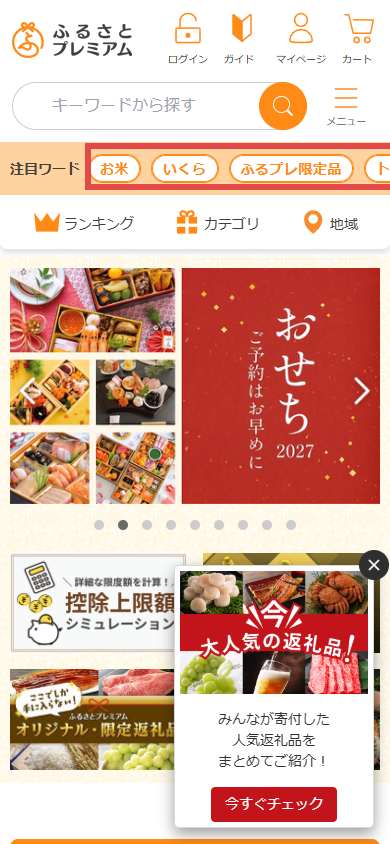 ふるさと
プレミアム
ログイン ガイド マイページ カート
キーワードから探す
メニュー
注目ワード お米 いくら ふるプレ限定品 ト
ランキング カテゴリ 地域
おせち
2027
ご予約はお早めに
詳細な限度額を計算！
控除上限額
シミュレーション
ここでしか
手に入らない！
ふるさとプレミアム
オリジナル・限定返礼品
今
大人気の返礼品！
みんなが寄付した
人気返礼品を
まとめてご紹介！
今すぐチェック